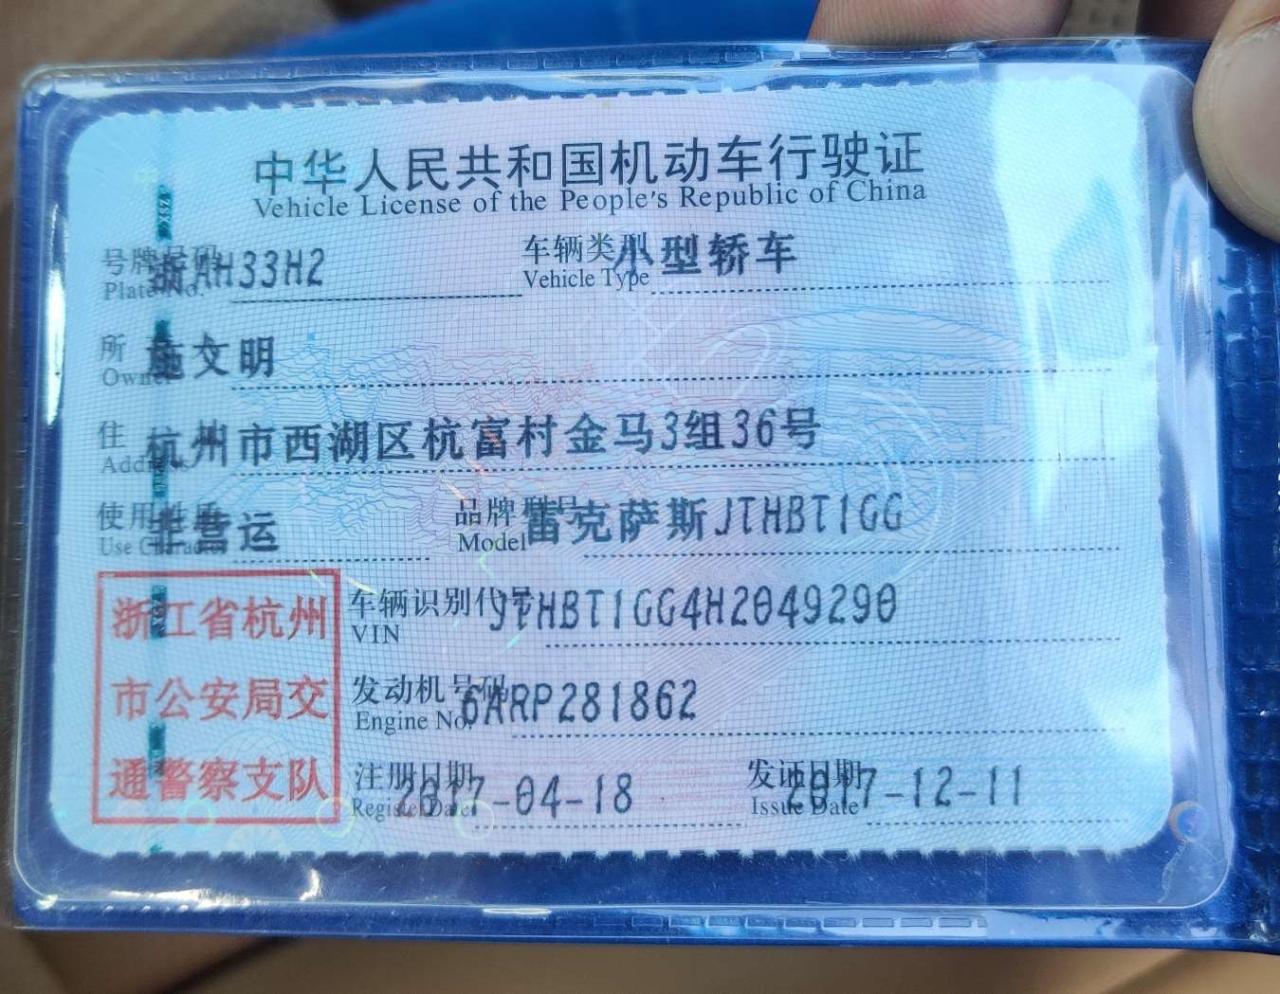 中华人民共和国机动车行驶证
Vehicle License of the People's Republic of China
号牌号码 浙AH33H2 车辆类型 小型轿车
Plate No. Vehicle Type
所 施文明
Owner
住 址 杭州市西湖区杭富村金马3组36号
Address
使用性质 非营运 品牌型号 雷克萨斯JTHBT1GG
Use Character Model
浙江省杭州
市公安局交
通警察支队
车辆识别代号 JTHBT1GG4H2049290
VIN
发动机号码 6ARP281862
Engine No.
注册日期 2017-04-18 发证日期 2017-12-11
Register Date Issue Date